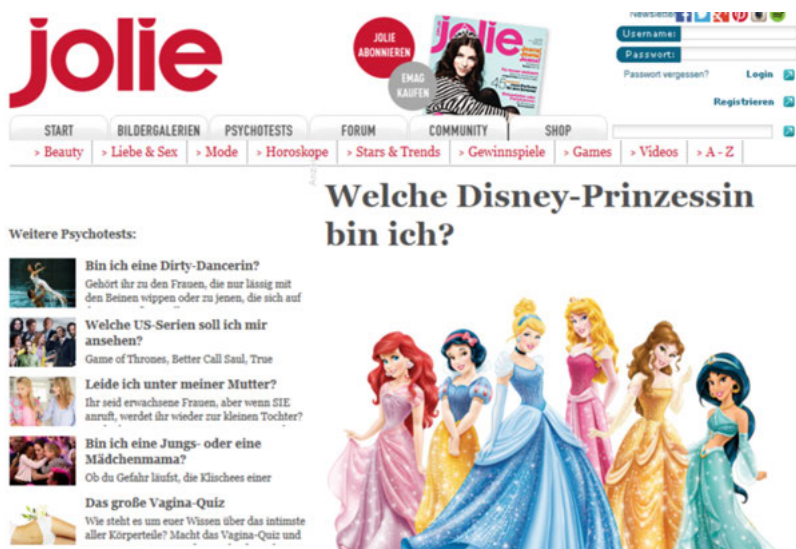 jolie
JOLIE
ABONNIEREN
EMAG
KAUFEN
jolie
Newsletter
Username:
Passwort:
Passwort vergessen?
Login
Registrieren
START BILDERGALERIEN PSYCHOTESTS FORUM COMMUNITY SHOP
> Beauty > Liebe & Sex > Mode > Horoskope > Stars & Trends > Gewinnspiele > Games > Videos > A - Z
Welche Disney-Prinzessin
bin ich?
Weitere Psychotests:
Bin ich eine Dirty-Dancerin?
Gehört ihr zu den Frauen, die nur lässig mit
den Beinen wippen oder zu jenen, die sich auf
Welche US-Serien soll ich mir
ansehen?
Game of Thrones, Better Call Saul, True
Leide ich unter meiner Mutter?
Ihr seid erwachsene Frauen, aber wenn SIE
anruft, werdet ihr wieder zur kleinen Tochter?
Bin ich eine Jungs- oder eine
Mädchenmama?
Ob du Gefahr läufst, die Klischees einer
Das große Vagina-Quiz
Wie steht es um euer Wissen über das intimste
aller Körperteile? Macht das Vagina-Quiz und